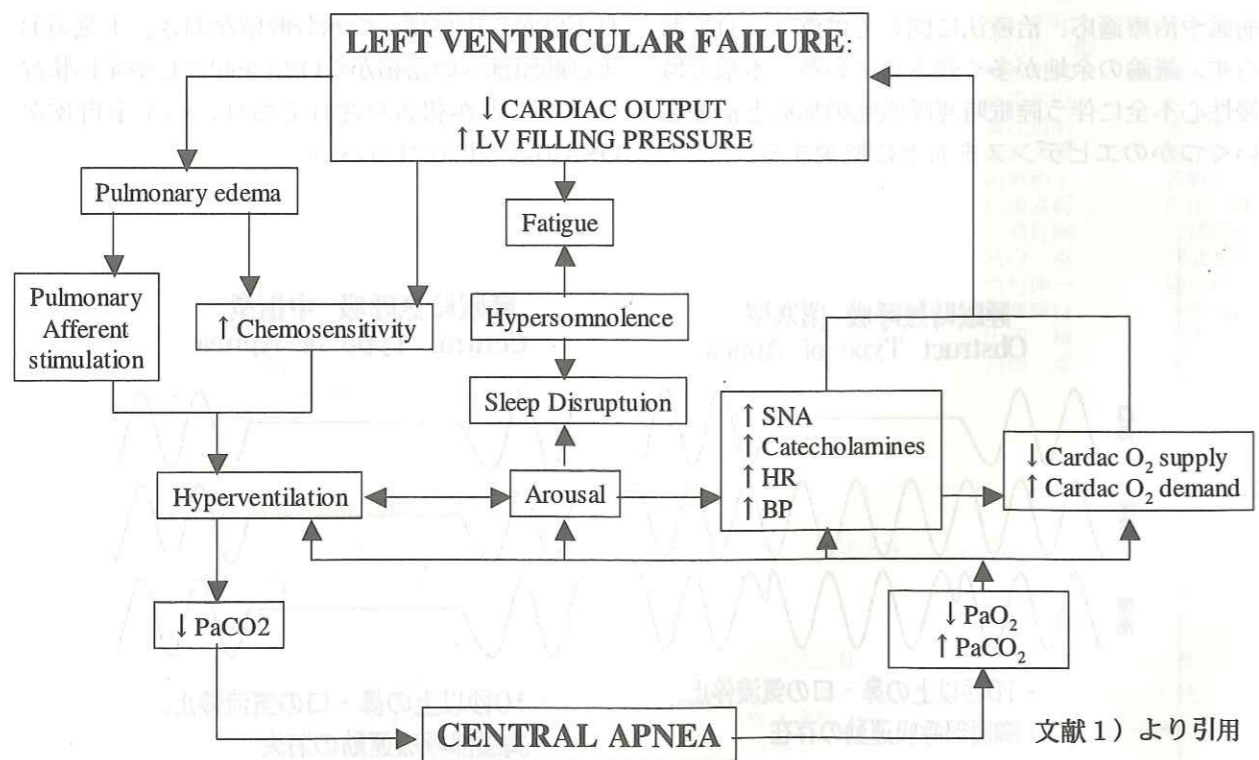 LEFT VENTRICULAR FAILURE:
↓ CARDIAC OUTPUT
↑ LV FILLING PRESSURE
Pulmonary edema
Fatigue
Pulmonary
Afferent
stimulation
↑ Chemosensitivity
Hypersomnolence
Sleep Disruptuion
↑ SNA
↑ Catecholamines
↑ HR
↑ BP
↓ Cardac O₂ supply
↑ Cardac O₂ demand
Hyperventilation
Arousal
↓ PaCO2
↓ PaO₂
↑ PaCO₂
CENTRAL APNEA
文献1）より引用